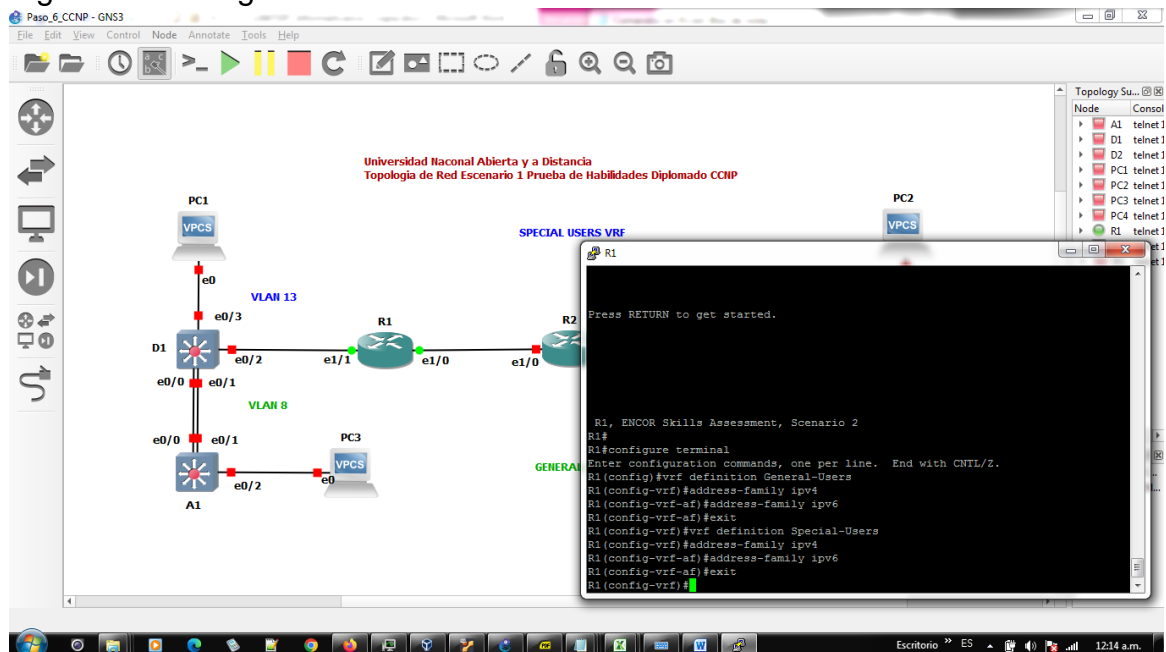 Paso_6_CCNP - GNS3
File Edit View Control Node Annotate Tools Help
Topology Su...
Node Consol
A1 telnet 1
D1 telnet 1
D2 telnet 1
PC1 telnet 1
PC2 telnet 1
PC3 telnet 1
PC4 telnet 1
R1 telnet 1
et 1
et 1
Universidad Naconal Abierta y a Distancia
Topologia de Red Escenario 1 Prueba de Habilidades Diplomado CCNP
PC1
VPCS
e0
VLAN 13
e0/3
D1
e0/2
e0/0
e0/1
VLAN 8
e0/0
e0/1
A1
e0/2
PC3
VPCS
e0
R1
e1/1
e1/0
R2
e1/0
SPECIAL USERS VRF
PC2
VPCS
GENERAL
R1
Press RETURN to get started.
R1, ENCOR Skills Assessment, Scenario 2
R1#
R1#configure terminal
Enter configuration commands, one per line. End with CNTL/Z.
R1(config)#vrf definition General-Users
R1(config-vrf)#address-family ipv4
R1(config-vrf-af)#address-family ipv6
R1(config-vrf-af)#exit
R1(config-vrf)#vrf definition Special-Users
R1(config-vrf)#address-family ipv4
R1(config-vrf-af)#address-family ipv6
R1(config-vrf-af)#exit
R1(config-vrf)#
Escritorio » ES 12:14 a.m.